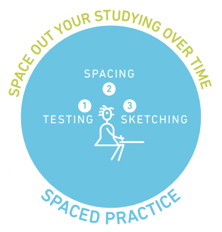 SPACE OUT YOUR STUDYING OVER TIME
SPACING
2
1 3
TESTING SKETCHING
SPACED PRACTICE